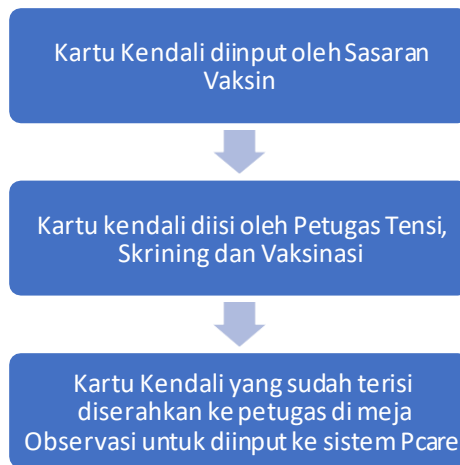 Kartu Kendali diinput oleh Sasaran
Vaksin
Kartu kendali diisi oleh Petugas Tensi,
Skrining dan Vaksinasi
Kartu Kendali yang sudah terisi
diserahkan ke petugas di meja
Observasi untuk diinput ke sistem Pcare